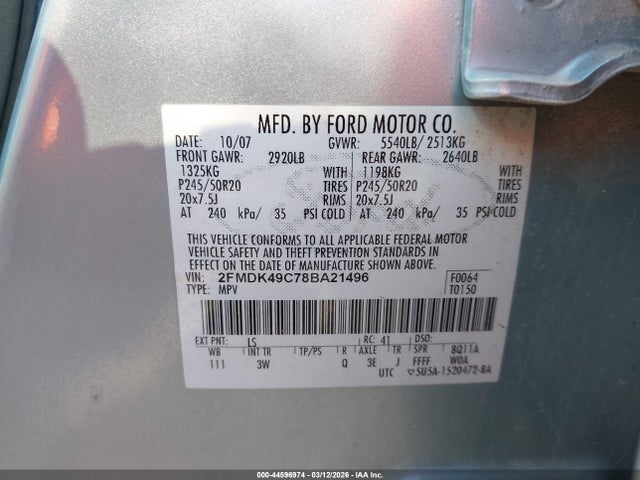 MFD. BY FORD MOTOR CO.
DATE: 10/07 GVWR: 5540LB/ 2513KG
FRONT GAWR: 2920LB REAR GAWR: 2640LB
1325KG WITH 1198KG WITH
P245/50R20 TIRES P245/50R20 TIRES
20x7.5J RIMS 20x7.5J RIMS
AT 240 kPa/ 35 PSI COLD AT 240 kPa/ 35 PSI COLD
THIS VEHICLE CONFORMS TO ALL APPLICABLE FEDERAL MOTOR
VEHICLE SAFETY AND THEFT PREVENTION STANDARDS IN
EFFECT ON THE DATE OF MANUFACTURE SHOWN ABOVE.
VIN: 2FMDK49C78BA21496 F0064
TYPE: MPV T0150
EXT PNT: LS RC: 41 DSO:
WB INT TR TP/PS R AXLE TR SPR 8Q11A
111 3W Q 3E J FFFF W0A
UTC ▽5U5A-1520472-BA
000-44596974 | 03/12/2026 | IAA Inc.